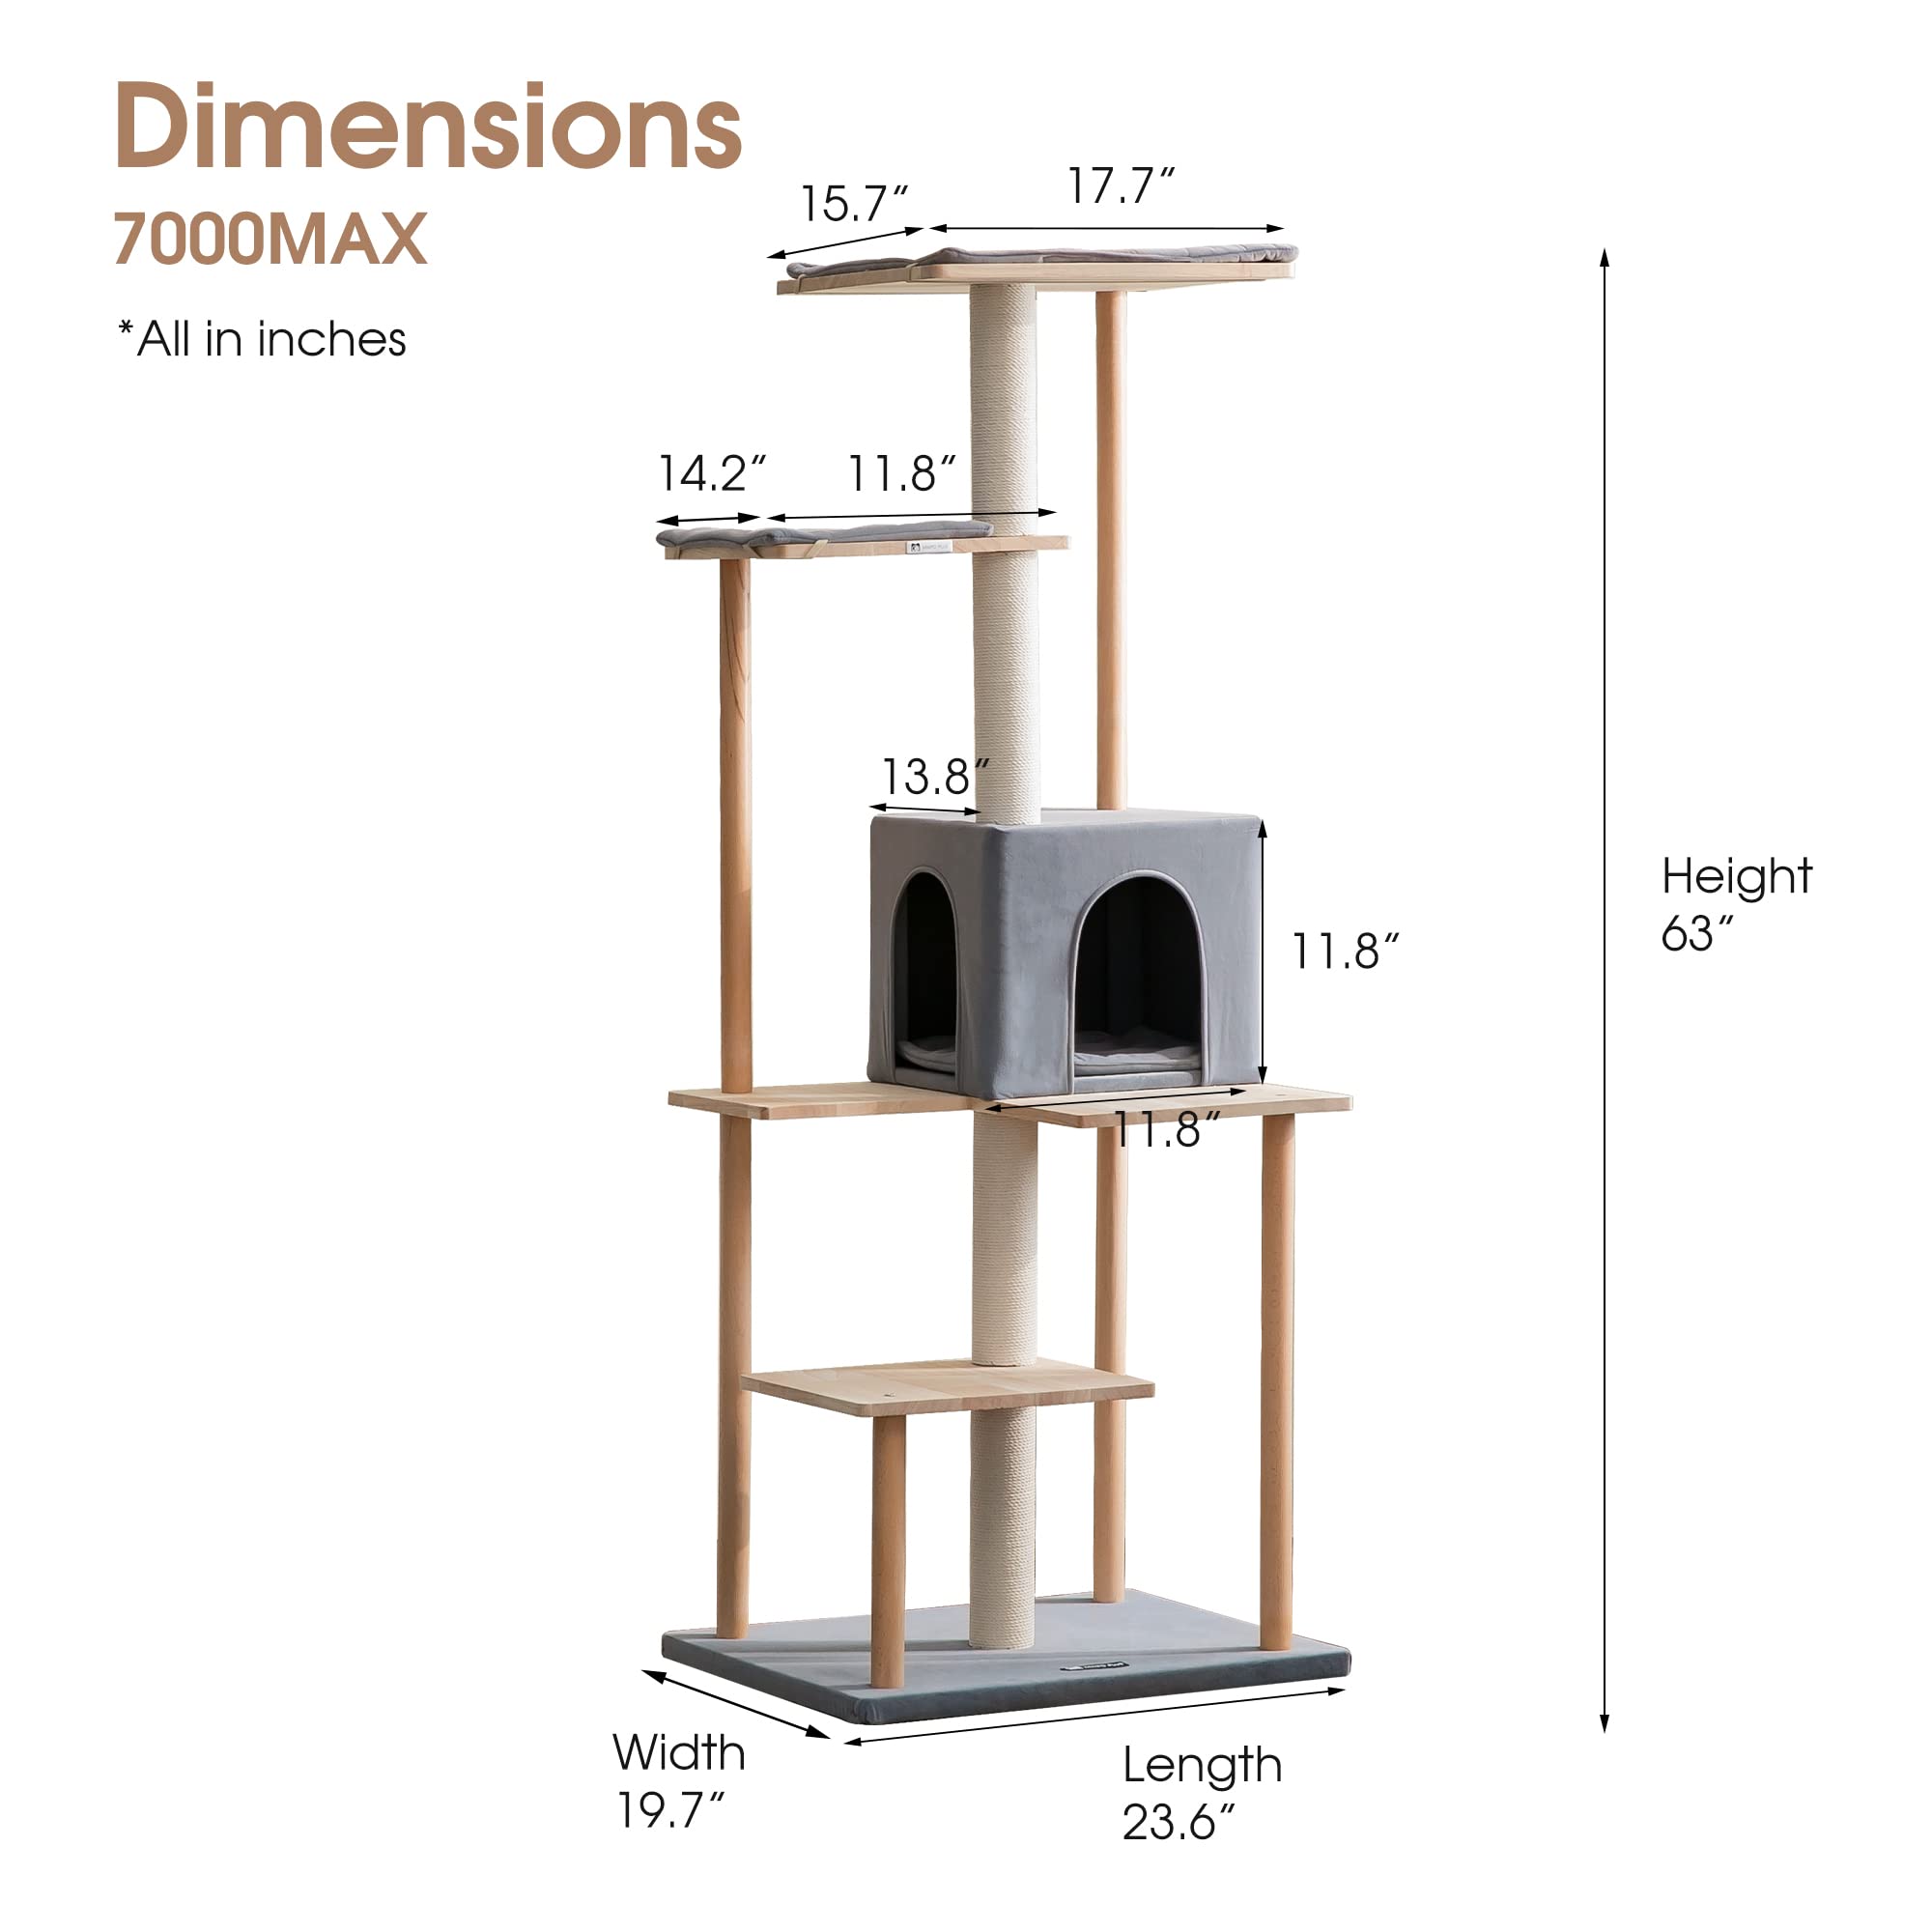 Dimensions
7000MAX
*All in inches
15.7″
17.7″
14.2″
11.8″
13.8″
11.8″
11.8″
Height
63″
Width
19.7″
Length
23.6″